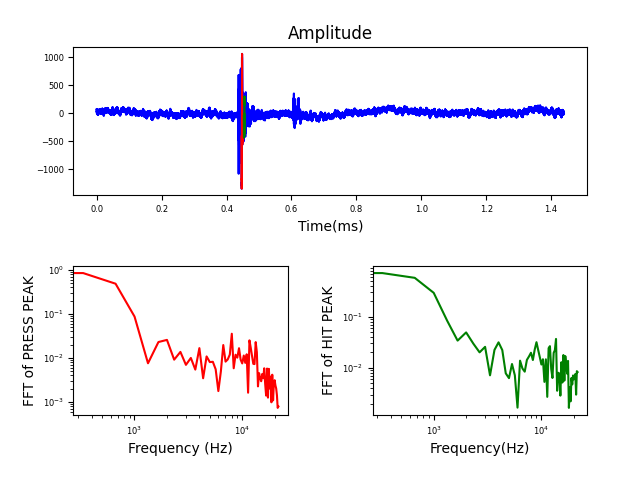 Amplitude
1000
500
0
−500
−1000
0.0 0.2 0.4 0.6 0.8 1.0 1.2 1.4
Time(ms)
FFT of PRESS PEAK
10⁰
10⁻¹
10⁻²
10⁻³
10³ 10⁴
Frequency (Hz)
FFT of HIT PEAK
10⁻¹
10⁻²
10³ 10⁴
Frequency(Hz)